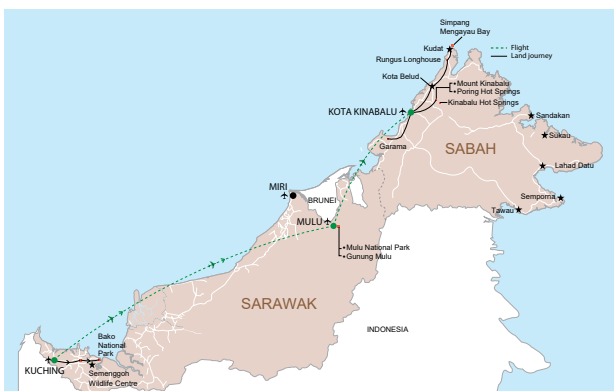 Simpang
Mengayau Bay
Kudat
Rungus Longhouse
Flight
Land journey
Kota Belud
Mount Kinabalu
Poring Hot Springs
Kinabalu Hot Springs
KOTA KINABALU
Sandakan
Sukau
Garama
SABAH
Lahad Datu
MIRI
BRUNEI
Semporna
Tawau
MULU
Mulu National Park
Gunung Mulu
SARAWAK
INDONESIA
Bako
National
Park
KUCHING
Semenggoh
Wildlife Centre